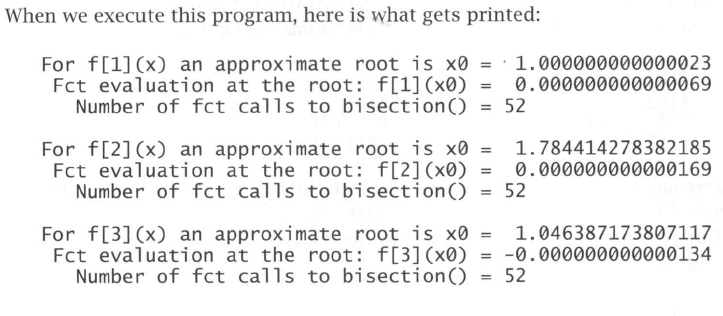 When we execute this program, here is what gets printed:
For f[1](x) an approximate root is x0 = 1.000000000000023
Fct evaluation at the root: f[1](x0) = 0.000000000000069
Number of fct calls to bisection() = 52
For f[2](x) an approximate root is x0 = 1.784414278382185
Fct evaluation at the root: f[2](x0) = 0.000000000000169
Number of fct calls to bisection() = 52
For f[3](x) an approximate root is x0 = 1.046387173807117
Fct evaluation at the root: f[3](x0) = -0.000000000000134
Number of fct calls to bisection() = 52